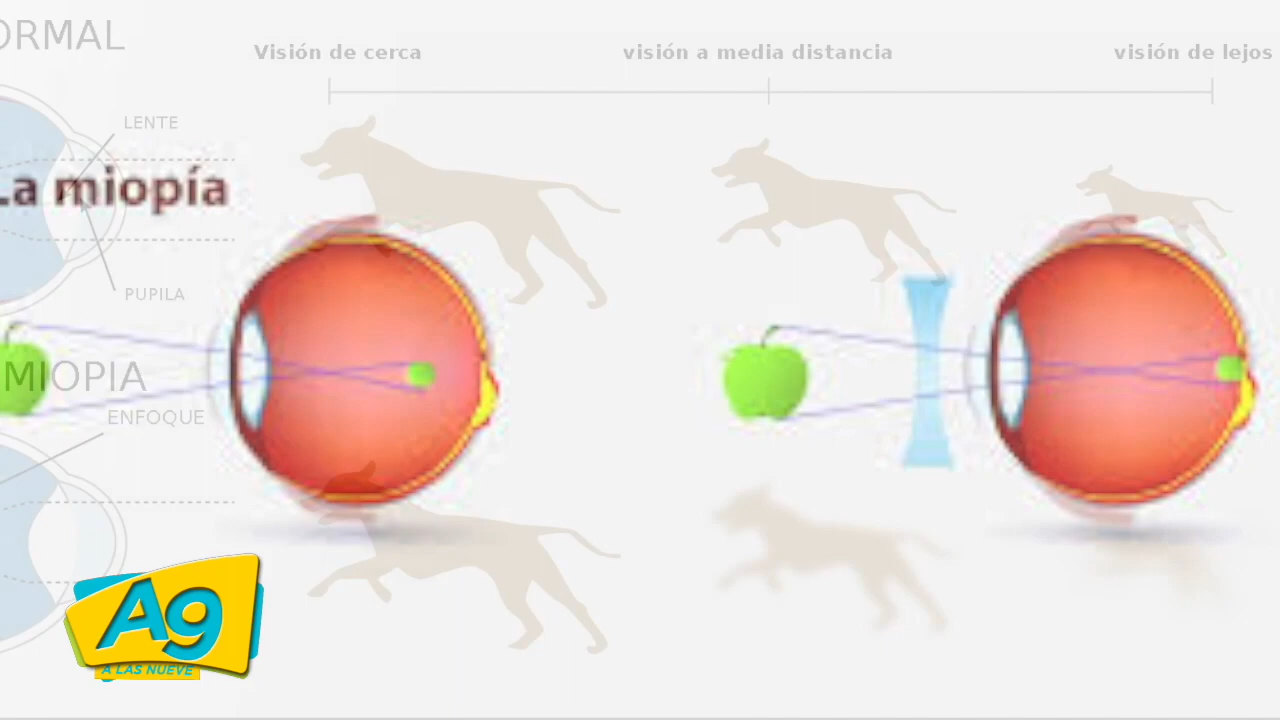 ORMAL
Visión de cerca
visión a media distancia
visión de lejos
LENTE
La miopía
PUPILA
MIOPIA
ENFOQUE
A9
A LAS NUEVE